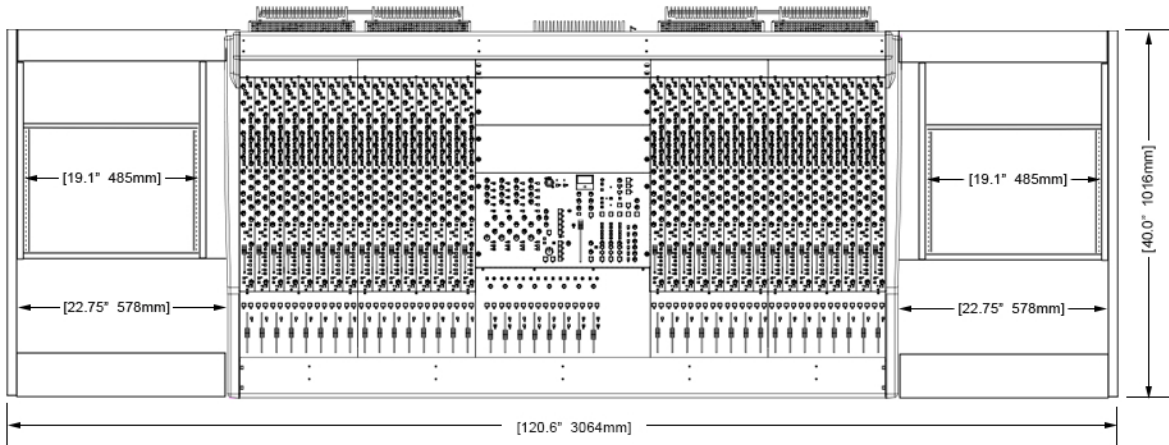 [19.1" 485mm]
[19.1" 485mm]
[40.0" 1016mm]
[22.75" 578mm]
[22.75" 578mm]
[120.6" 3064mm]